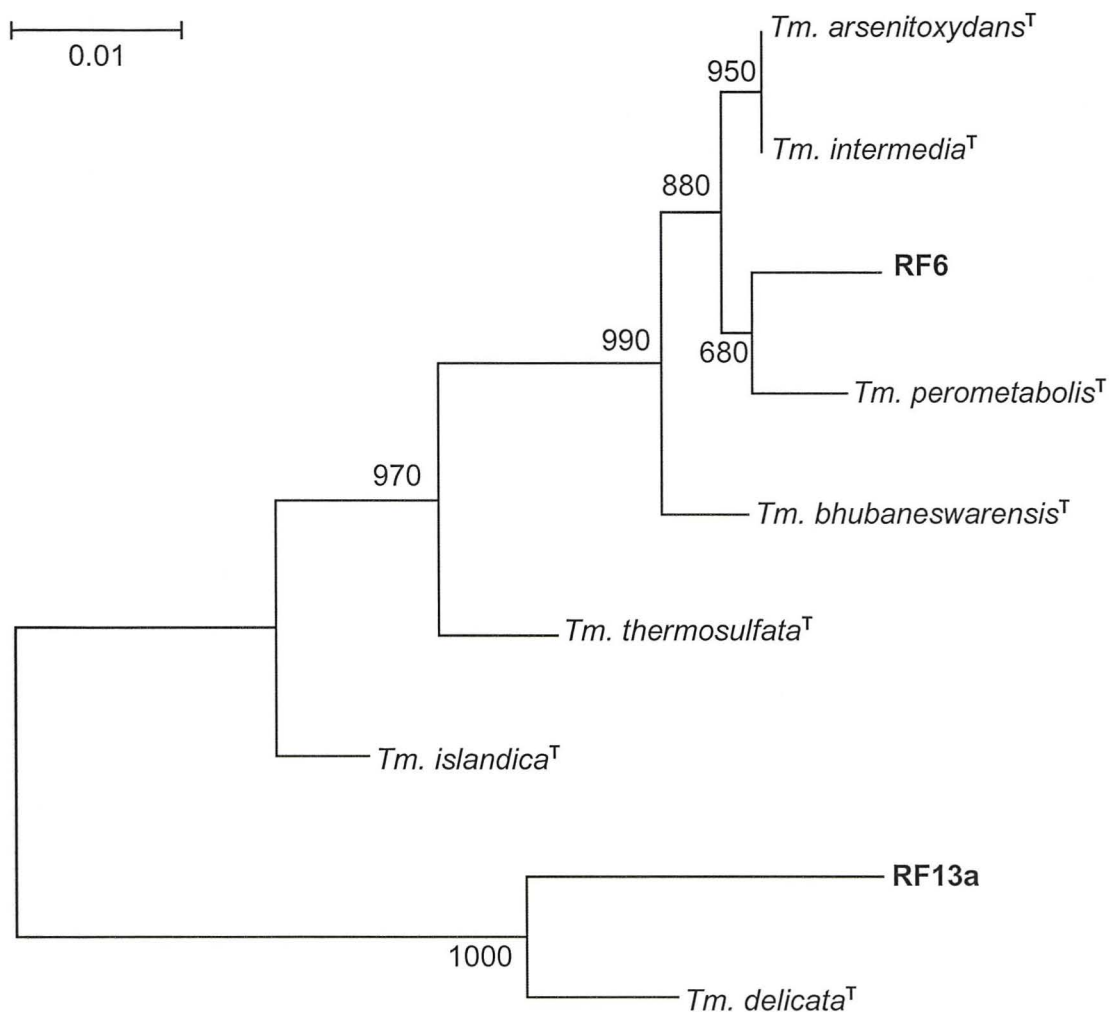 Tm. arsenitoxydansᵀ
0.01
950
Tm. intermediaᵀ
880
RF6
990
680
Tm. perometabolisᵀ
970
Tm. bhubaneswarensisᵀ
Tm. thermosulfataᵀ
Tm. islandicaᵀ
RF13a
1000
Tm. delicataᵀ